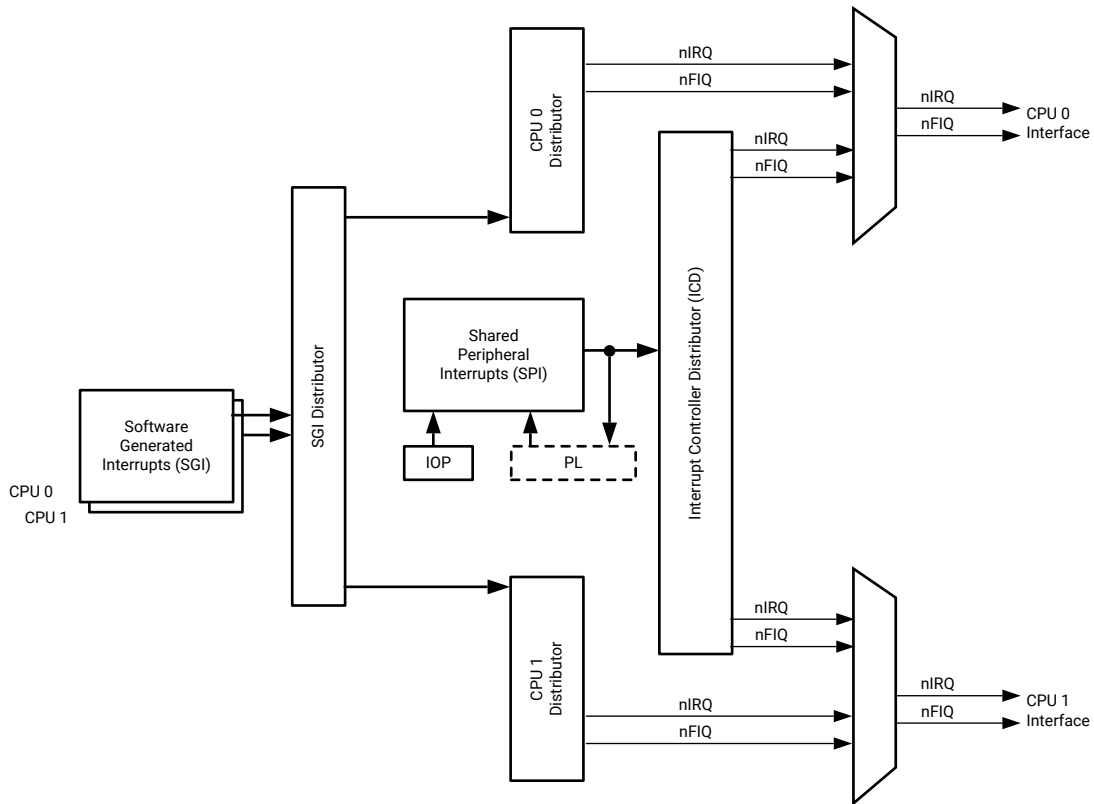 nIRQ
nFIQ
CPU 0
Distributor
nIRQ
nFIQ
CPU 0
Interface
nIRQ
nFIQ
Interrupt Controller Distributor (ICD)
SGI Distributor
Shared
Peripheral
Interrupts (SPI)
IOP
PL
Software
Generated
Interrupts (SGI)
CPU 0
CPU 1
nIRQ
nFIQ
CPU 1
Distributor
nIRQ
nFIQ
nIRQ
nFIQ
CPU 1
Interface